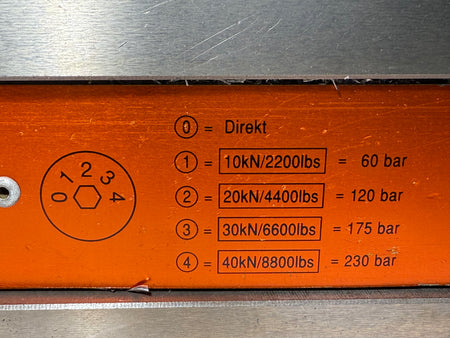 0 1 2 3 4
⓪ = Direkt
① = 10kN/2200lbs = 60 bar
② = 20kN/4400lbs = 120 bar
③ = 30kN/6600lbs = 175 bar
④ = 40kN/8800lbs = 230 bar